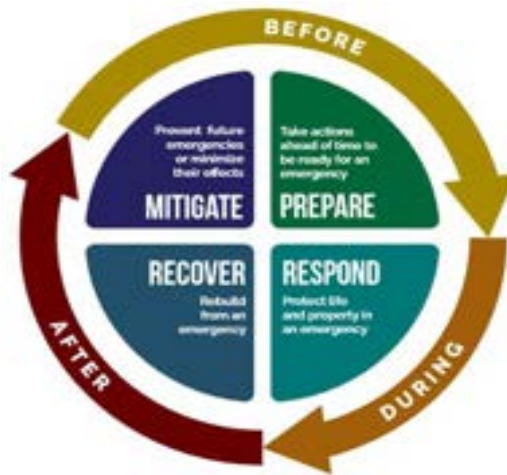 BEFORE
Prevent future
emergencies
or minimize
their effects
MITIGATE
Take actions
ahead of time to
be ready for an
emergency
PREPARE
RECOVER
Rebuild
from an
emergency
RESPOND
Protect life
and property in
an emergency
AFTER
DURING